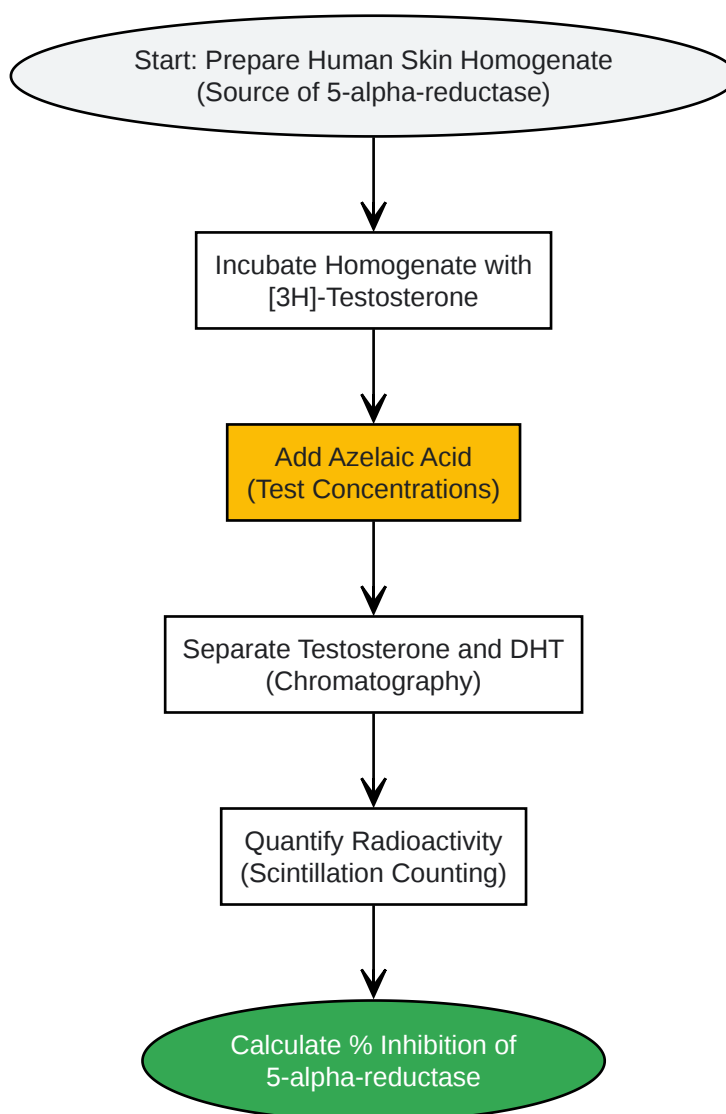 Start: Prepare Human Skin Homogenate
(Source of 5-alpha-reductase)
Incubate Homogenate with
[3H]-Testosterone
Add Azelaic Acid
(Test Concentrations)
Separate Testosterone and DHT
(Chromatography)
Quantify Radioactivity
(Scintillation Counting)
Calculate % Inhibition of
5-alpha-reductase